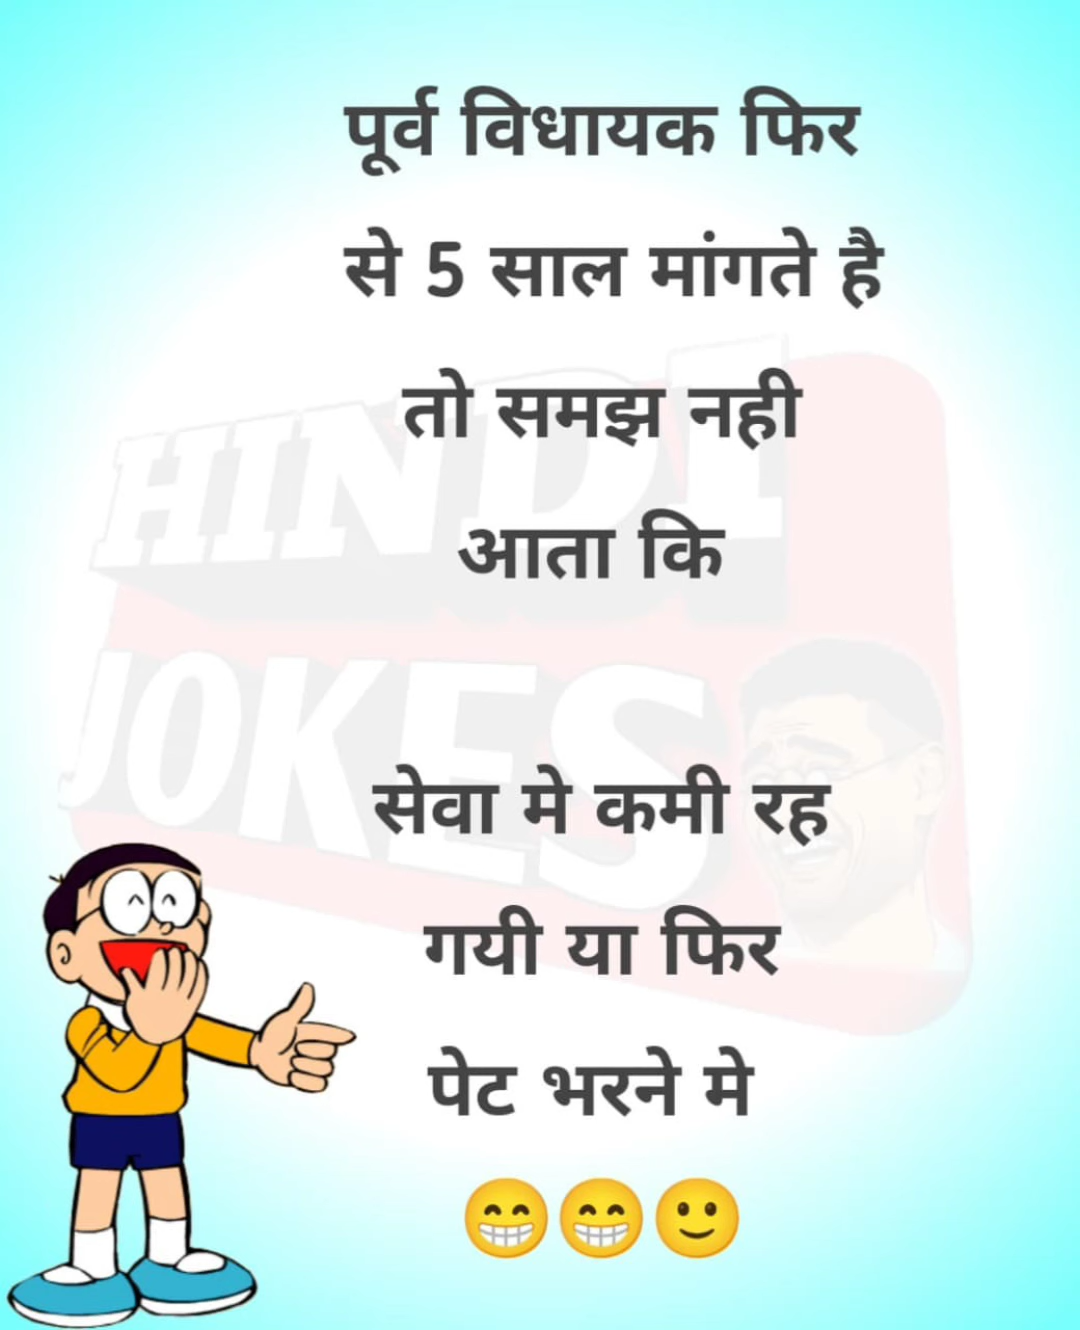 पूर्व विधायक फिर
से 5 साल मांगते है
तो समझ नही
आता कि
HINDI
JOKES
सेवा मे कमी रह
गयी या फिर
पेट भरने मे
😁😁🙂